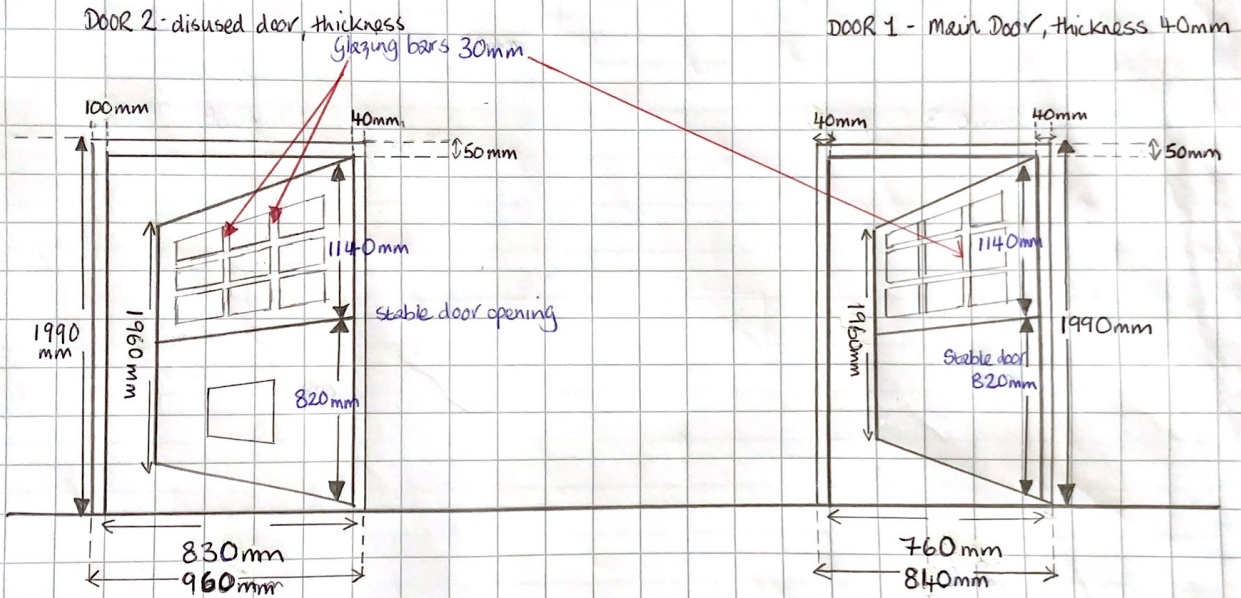 DOOR 2 - disused door, thickness
Glazing bars 30mm
DOOR 1 - Main Door, thickness 40mm
100mm
40mm
50mm
1140mm
1990
mm
1960mm
Stable door opening
820mm
830mm
960mm
40mm
40mm
50mm
1140mm
1960mm
1990mm
Stable door
820mm
760mm
840mm